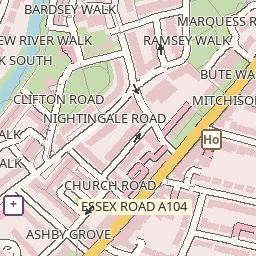 BARDSEY WALK
MARQUESS R
EW RIVER WALK
RAMSEY WALK
K SOUTH
BUTE WA
CLIFTON ROAD
MITCHISO
NIGHTINGALE ROAD
Ho
ALK
CHURCH ROAD
ESSEX ROAD A104
ASHBY GROVE